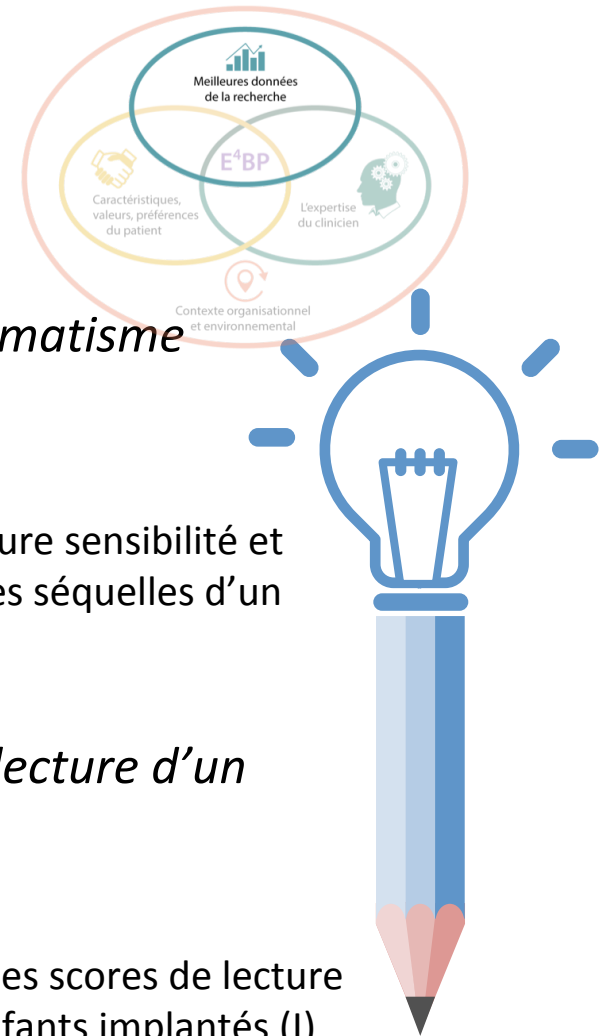 Meilleures données
de la recherche
E⁴BP
Caractéristiques,
valeurs, préférences
du patient
L'expertise
du clinicien
Contexte organisationnel
et environnemental
matisme
ure sensibilité et
es séquelles d'un
lecture d'un
es scores de lecture
fants implantés (I)